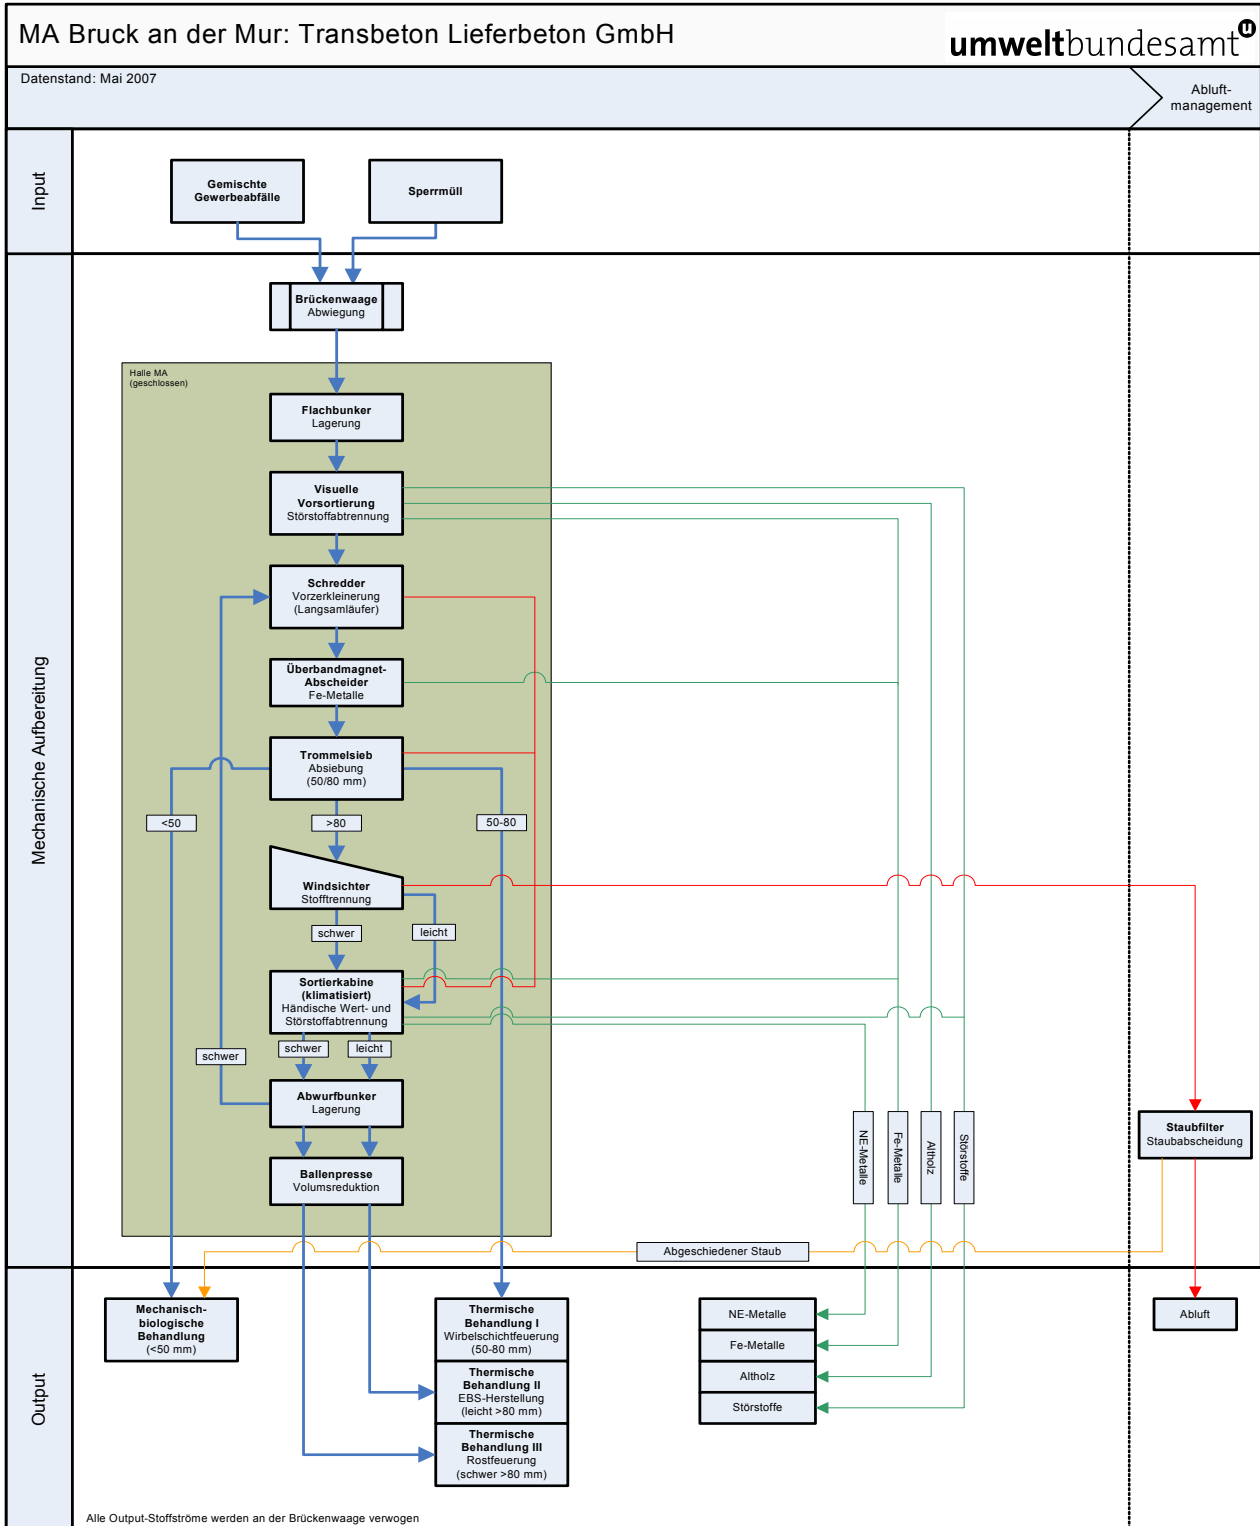 MA Bruck an der Mur: Transbeton Lieferbeton GmbH
umweltbundesamt
Datenstand: Mai 2007
Abluft-
management
Input
Gemischte
Gewerbeabfälle
Sperrmüll
Mechanische Aufbereitung
Brückenwaage
Abwiegung
Halle MA
(geschlossen)
Flachbunker
Lagerung
Visuelle
Vorsortierung
Störstoffabtrennung
Schredder
Vorzerkleinerung
(Langsamläufer)
Überbandmagnet-
Abscheider
Fe-Metalle
Trommelsieb
Absiebung
(50/80 mm)
<50
>80
50-80
Windsichter
Stofftrennung
schwer
leicht
Sortierkabine
(klimatisiert)
Händische Wert- und
Störstoffabtrennung
schwer
schwer
leicht
Abwurfbunker
Lagerung
Ballenpresse
Volumsreduktion
NE-Metalle
Fe-Metalle
Altholz
Störstoffe
Staubfilter
Staubabscheidung
Abgeschiedener Staub
Output
Mechanisch-
biologische
Behandlung
(<50 mm)
Thermische
Behandlung I
Wirbelschichtfeuerung
(50-80 mm)
Thermische
Behandlung II
EBS-Herstellung
(leicht >80 mm)
Thermische
Behandlung III
Rostfeuerung
(schwer >80 mm)
NE-Metalle
Fe-Metalle
Altholz
Störstoffe
Abluft
Alle Output-Stoffströme werden an der Brückenwaage verwogen